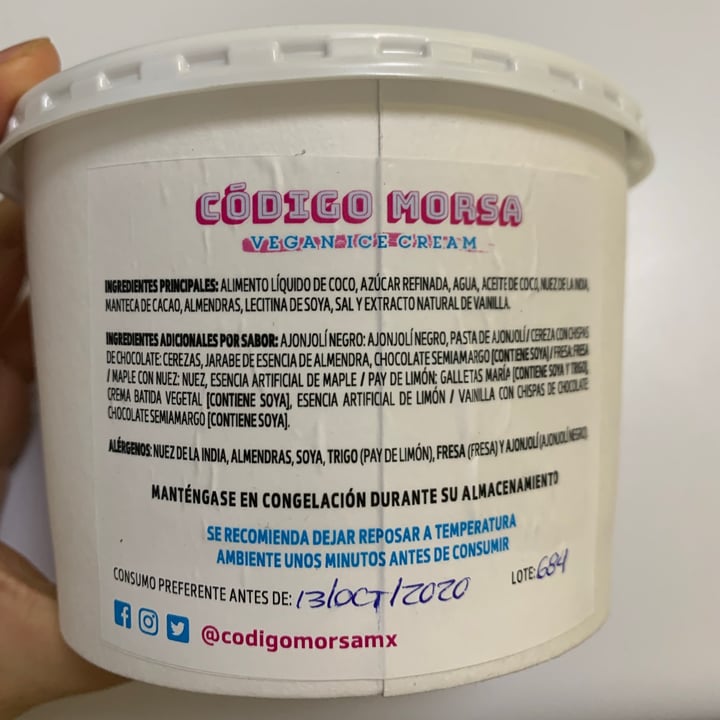 CÓDIGO MORSA
VEGAN ICE CREAM
INGREDIENTES PRINCIPALES: ALIMENTO LÍQUIDO DE COCO, AZÚCAR REFINADA, AGUA, ACEITE DE COCO, NUEZ DE LA INDIA,
MANTECA DE CACAO, ALMENDRAS, LECITINA DE SOYA, SAL Y EXTRACTO NATURAL DE VAINILLA.
INGREDIENTES ADICIONALES POR SABOR: AJONJOLÍ NEGRO: AJONJOLÍ NEGRO, PASTA DE AJONJOLÍ / CEREZA CON CHISPAS
DE CHOCOLATE: CEREZAS, JARABE DE ESENCIA DE ALMENDRA, CHOCOLATE SEMIAMARGO [CONTIENE SOYA] / FRESA: FRESA
/ MAPLE CON NUEZ: NUEZ, ESENCIA ARTIFICIAL DE MAPLE / PAY DE LIMÓN: GALLETAS MARÍA [CONTIENE SOYA Y TRIGO],
CREMA BATIDA VEGETAL [CONTIENE SOYA], ESENCIA ARTIFICIAL DE LIMÓN / VAINILLA CON CHISPAS DE CHOCOLATE:
CHOCOLATE SEMIAMARGO [CONTIENE SOYA].
ALÉRGENOS: NUEZ DE LA INDIA, ALMENDRAS, SOYA, TRIGO (PAY DE LIMÓN), FRESA (FRESA) Y AJONJOLÍ (AJONJOLÍ NEGRO).
MANTÉNGASE EN CONGELACIÓN DURANTE SU ALMACENAMIENTO
SE RECOMIENDA DEJAR REPOSAR A TEMPERATURA
AMBIENTE UNOS MINUTOS ANTES DE CONSUMIR
CONSUMO PREFERENTE ANTES DE: 13/OCT/2020 LOTE: 684
@codigomorsamx